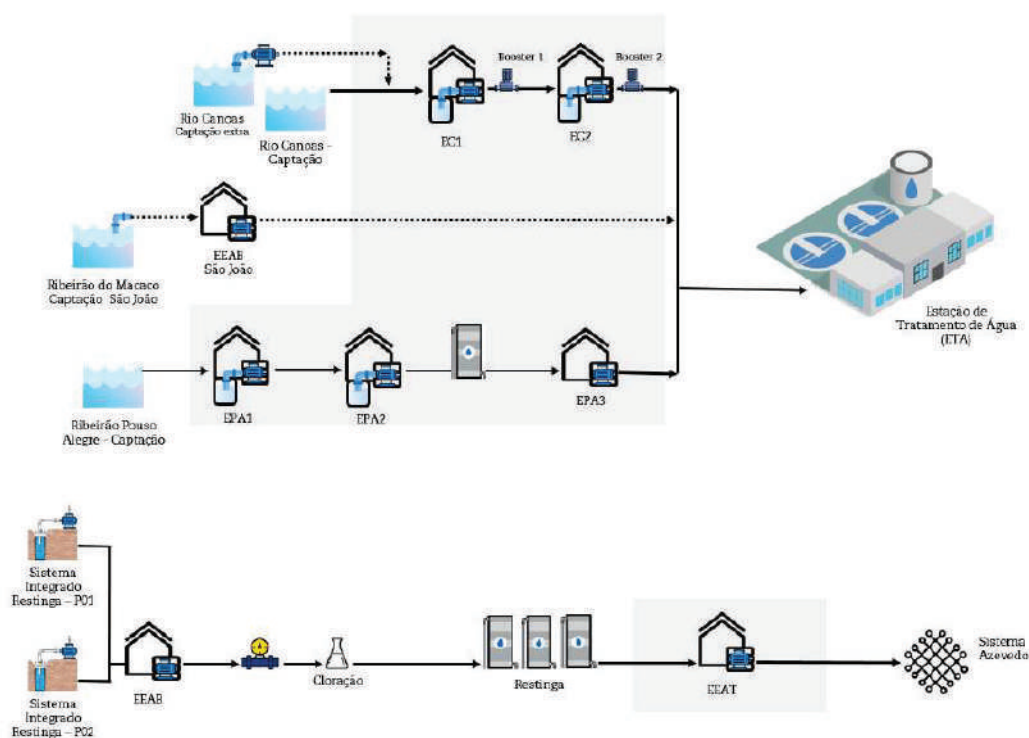 Booster 1
Booster 2
Rio Canoas
Captação extra
Rio Canoas -
Captação
EC1
EC2
EEAB
São João
Ribeirão do Macaco
Captação São João
Estação de
Tratamento de Água
(ETA)
EPA1
EPA2
EPA3
Ribeirão Pouso
Alegre - Captação
Sistema
Integrado
Restinga – P01
Sistema
Integrado
Restinga – P02
EEAB
Cloração
Restinga
EEAT
Sistema
Azevedo